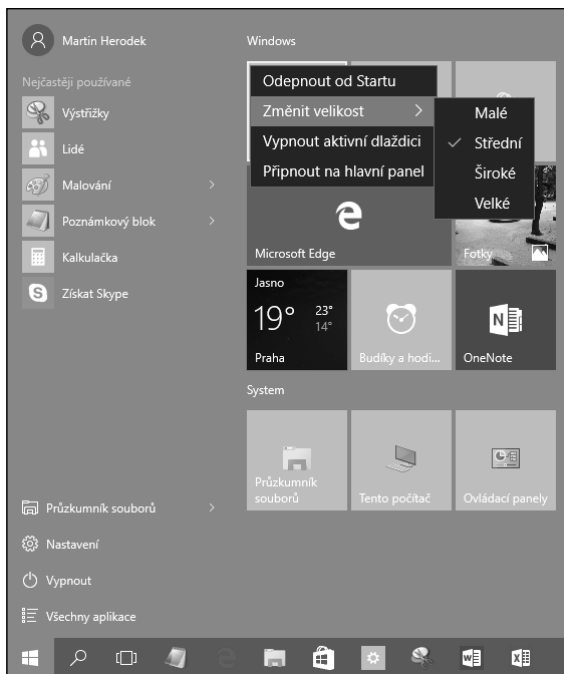 Martin Herodek
Nejčastěji používané
Výstřižky
Lidé
Malování
Poznámkový blok
Kalkulačka
Získat Skype
Průzkumník souborů
Nastavení
Vypnout
Všechny aplikace
Windows
Odepnout od Startu
Změnit velikost
Vypnout aktivní dlaždici
Připnout na hlavní panel
Malé
Střední
Široké
Velké
Microsoft Edge
Fotky
Jasno
19° 23°
14°
Praha
Budíky a hodi...
OneNote
System
Průzkumník
souborů
Tento počítač
Ovládací panely